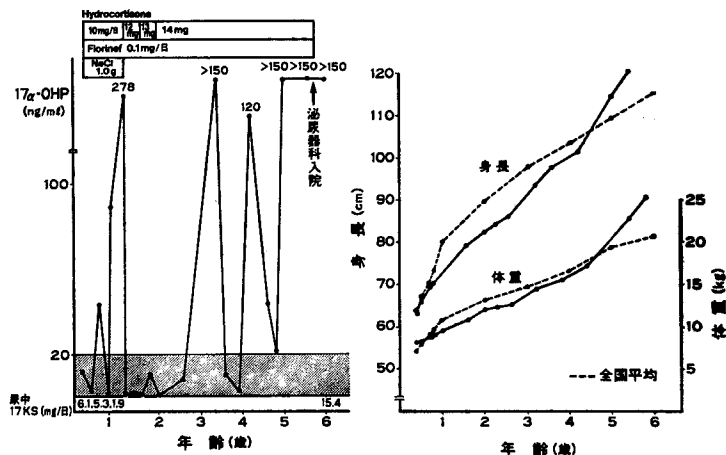 Hydrocortisone
10mg/日 12mg 13mg 14mg
Florinef 0.1mg/日
NaCl
1.0g
17α-OHP
(ng/ml)
278
>150
120
>150 >150 >150
泌尿器科入院
100
20
尿中
17KS (mg/日)
6.1.5.3.1.9
15.4
1 2 3 4 5 6
年 齢 (歳)
120
110
100
90
80
70
60
50
身 長 (cm)
身長
体重
25
20
15
10
5
体 重 (kg)
全国平均
1 2 3 4 5 6
年 齢 (歳)